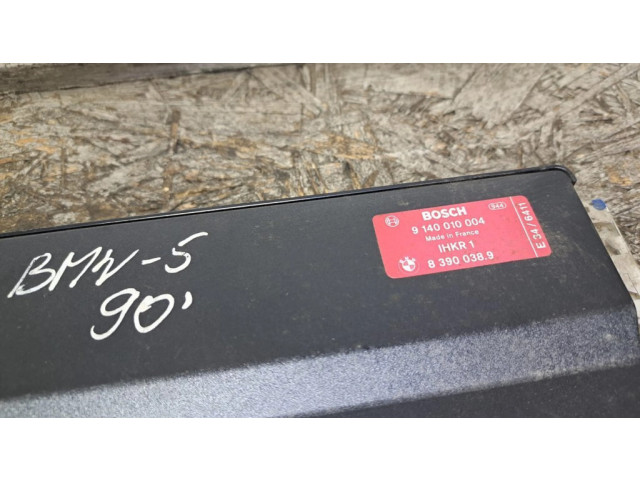 BMW-5
90'
BOSCH
944
9 140 010 004
Made in France
IHKR 1
8 390 038.9
E 34/6411